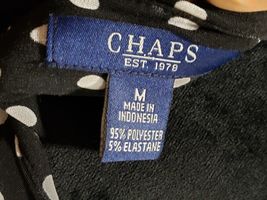 CHAPS
EST. 1978
M
MADE IN
INDONESIA
95% POLYESTER
5% ELASTANE